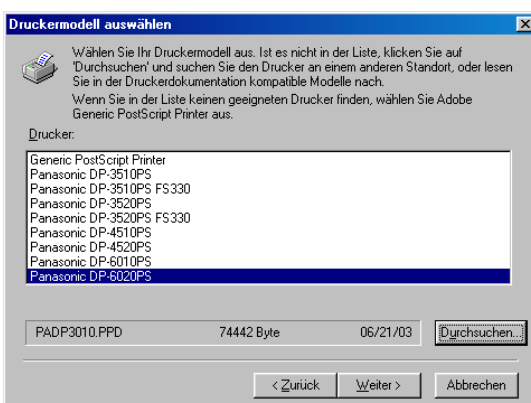 Druckermodell auswählen
Wählen Sie Ihr Druckermodell aus. Ist es nicht in der Liste, klicken Sie auf
'Durchsuchen' und suchen Sie den Drucker an einem anderen Standort, oder lesen
Sie in der Druckerdokumentation kompatible Modelle nach.
Wenn Sie in der Liste keinen geeigneten Drucker finden, wählen Sie Adobe
Generic PostScript Printer aus.
Drucker:
Generic PostScript Printer
Panasonic DP-3510PS
Panasonic DP-3510PS FS330
Panasonic DP-3520PS
Panasonic DP-3520PS FS330
Panasonic DP-4510PS
Panasonic DP-4520PS
Panasonic DP-6010PS
Panasonic DP-6020PS
PADP3010.PPD 74442 Byte 06/21/03 Durchsuchen...
< Zurück Weiter > Abbrechen